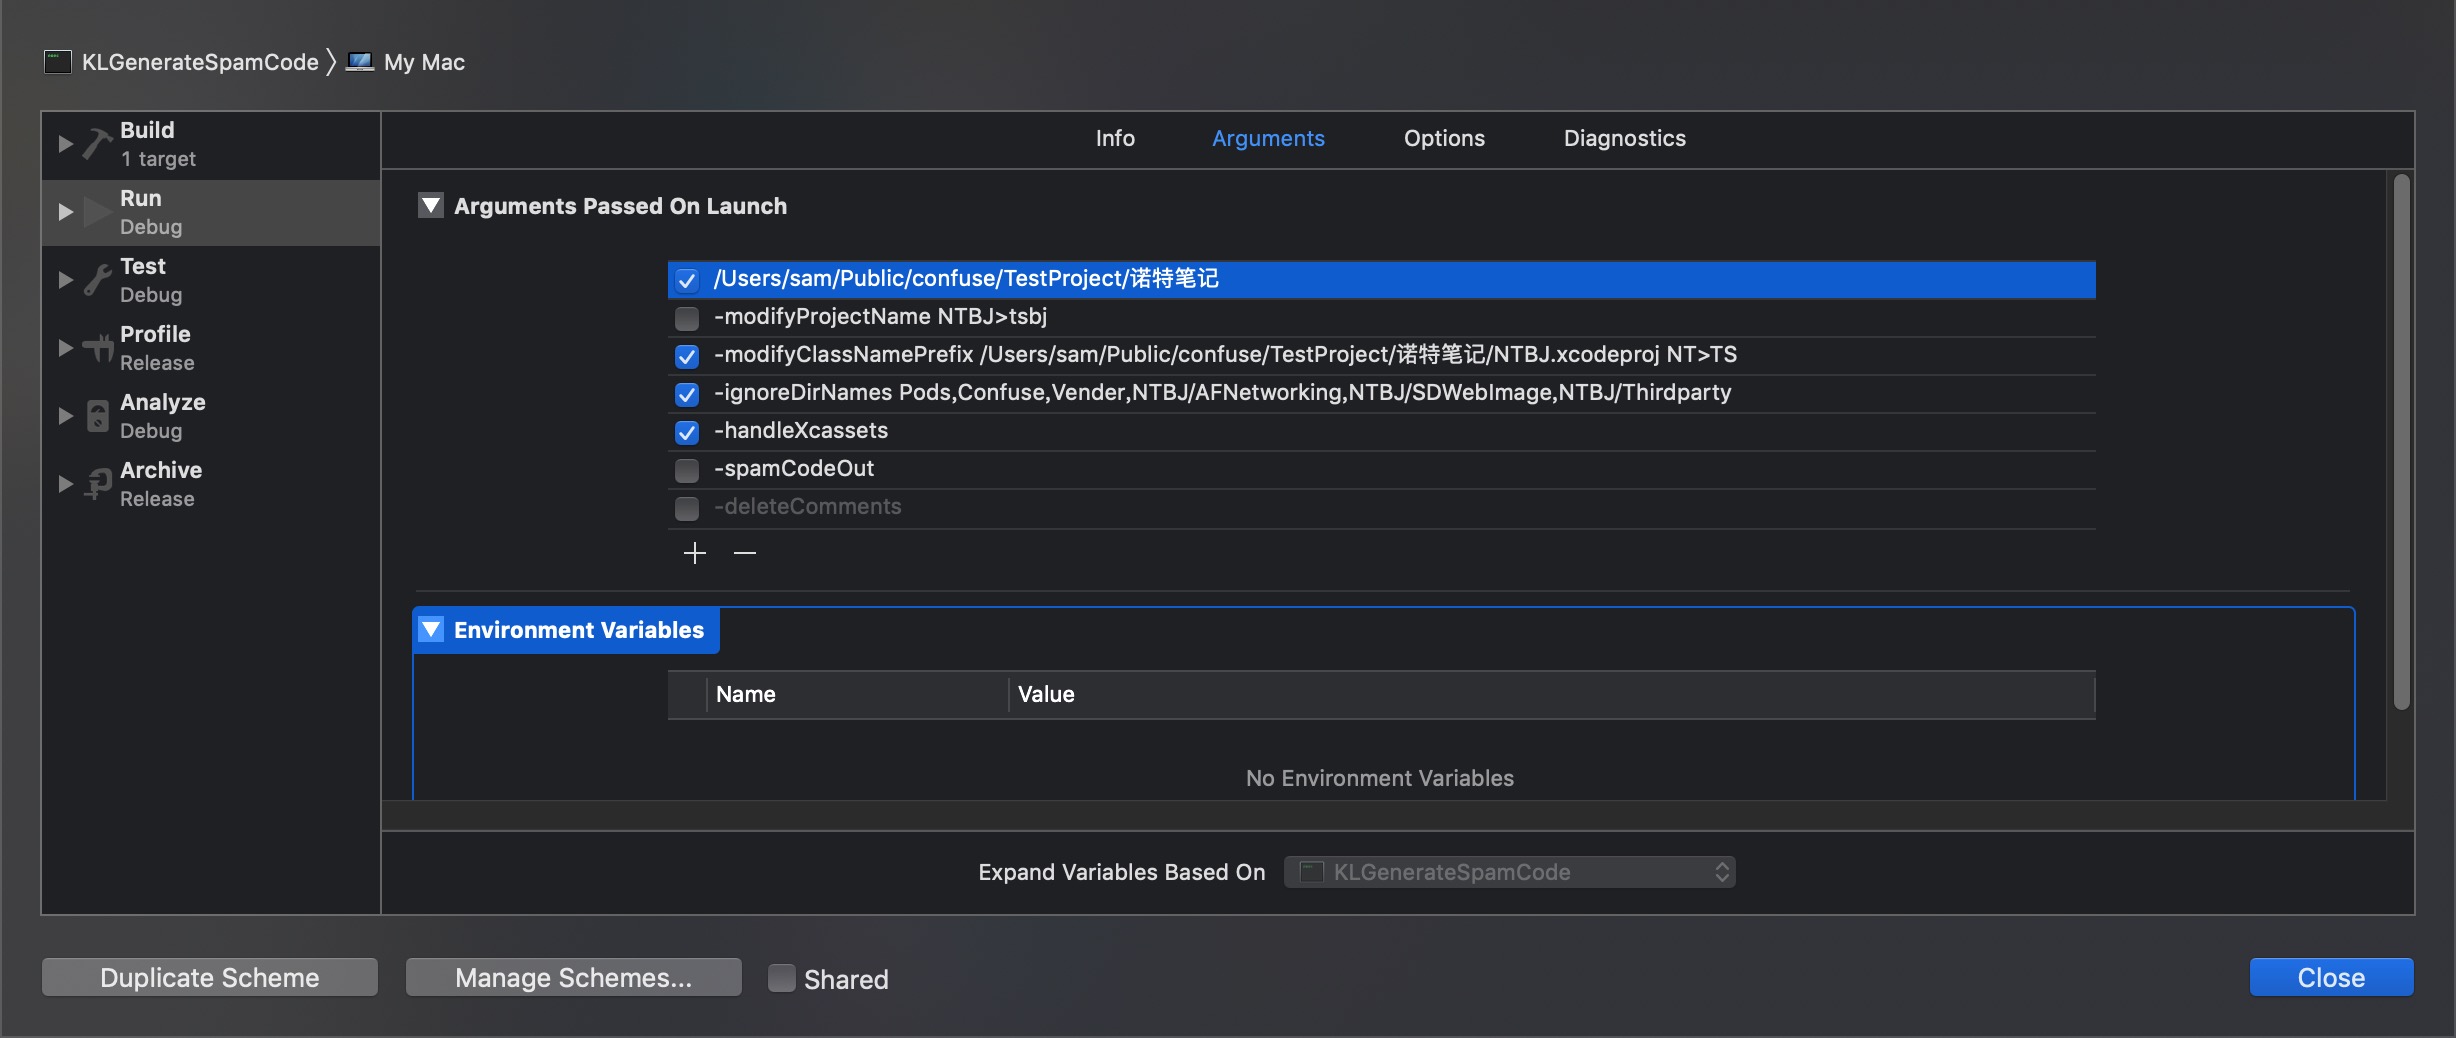 KLGenerateSpamCode 〉 My Mac
Build
1 target
Run
Debug
Test
Debug
Profile
Release
Analyze
Debug
Archive
Release
Info Arguments Options Diagnostics
Arguments Passed On Launch
/Users/sam/Public/confuse/TestProject/诺特笔记
-modifyProjectName NTBJ>tsbj
-modifyClassNamePrefix /Users/sam/Public/confuse/TestProject/诺特笔记/NTBJ.xcodeproj NT>TS
-ignoreDirNames Pods,Confuse,Vender,NTBJ/AFNetworking,NTBJ/SDWebImage,NTBJ/Thirdparty
-handleXcassets
-spamCodeOut
-deleteComments
Environment Variables
Name Value
No Environment Variables
Expand Variables Based On KLGenerateSpamCode
Duplicate Scheme Manage Schemes... Shared Close